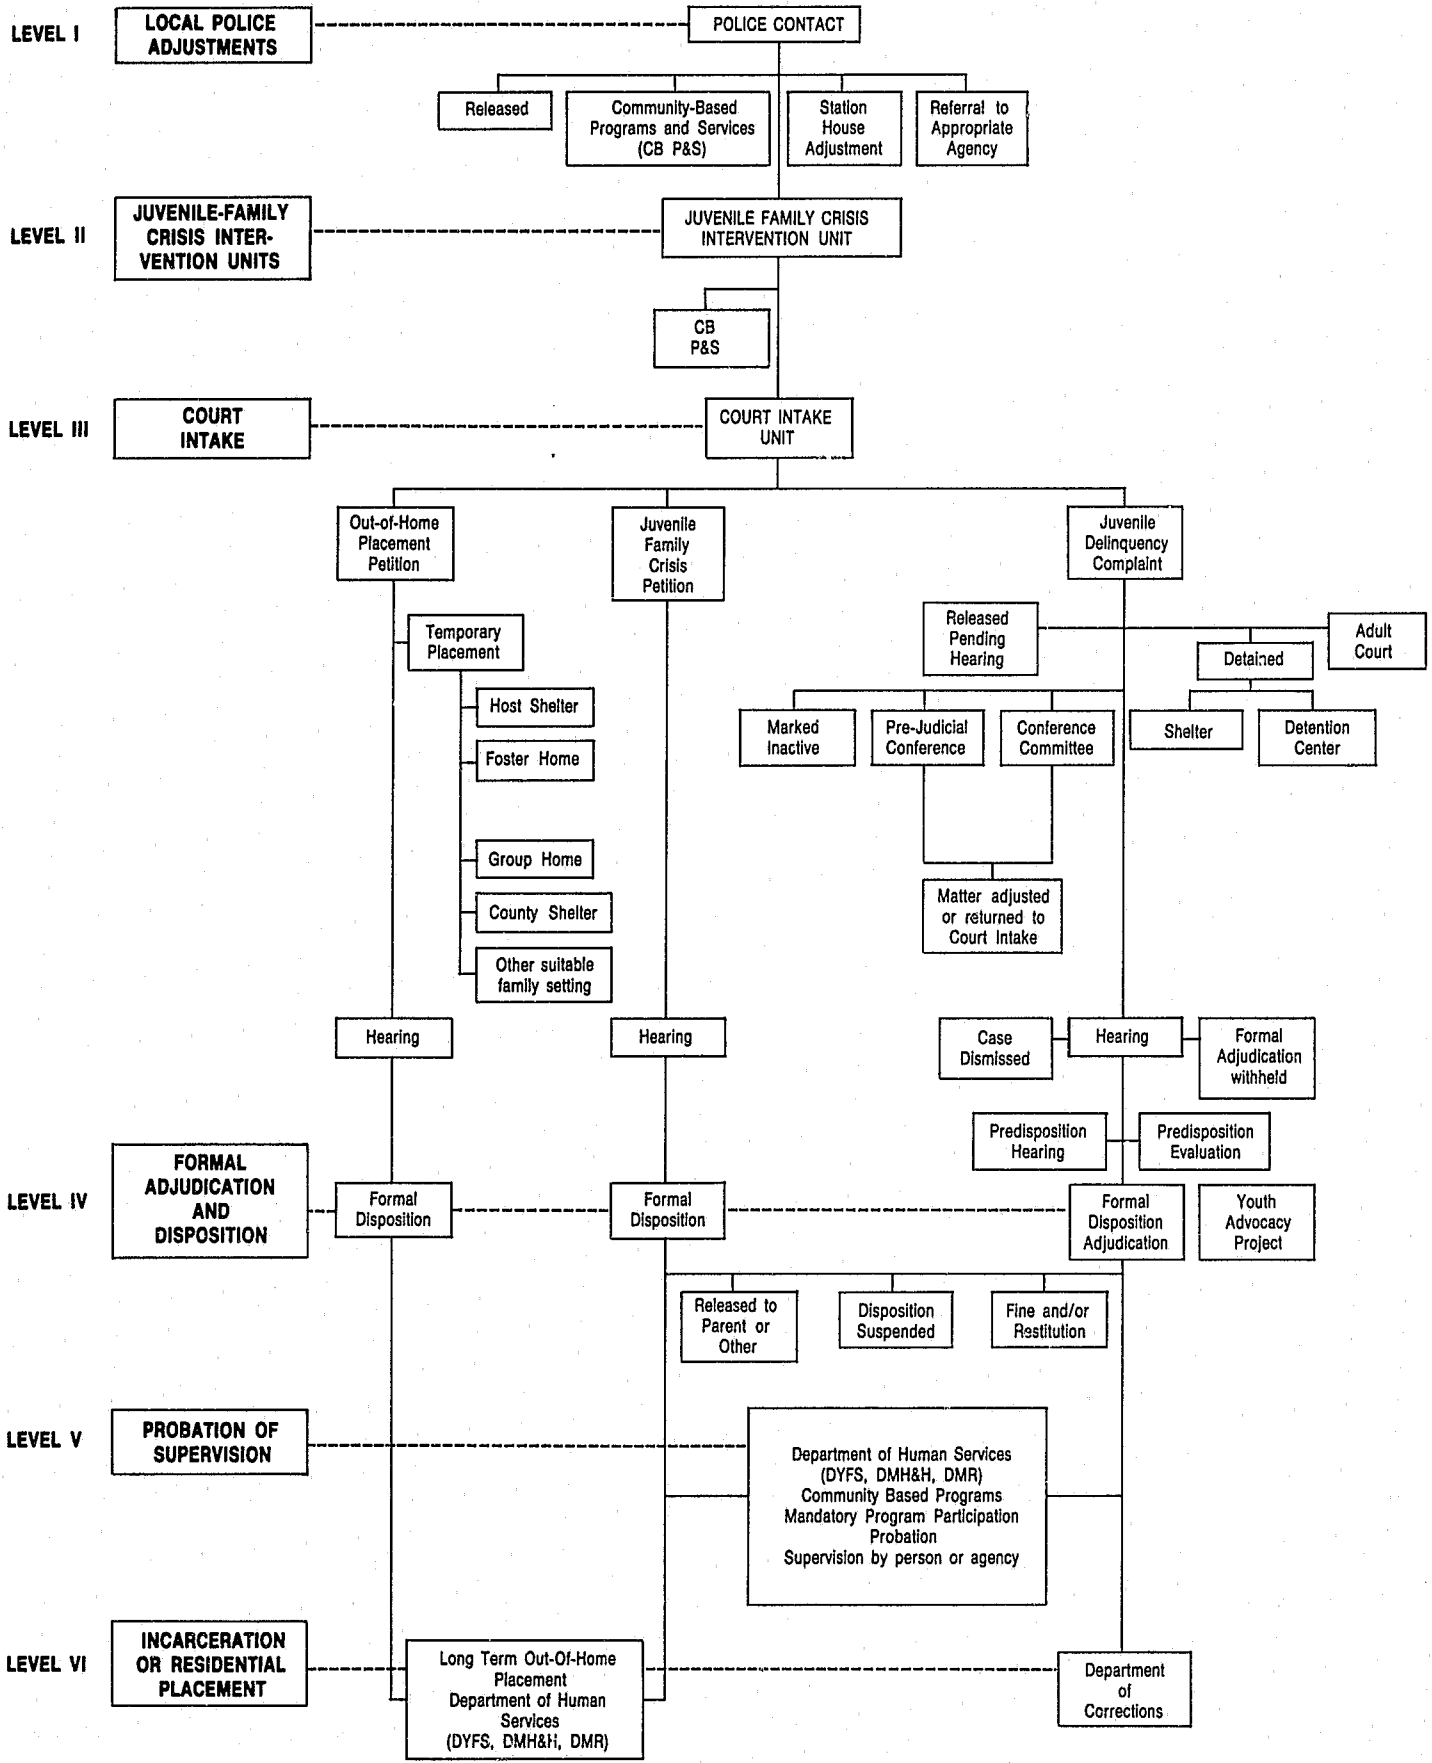 LEVEL I
LOCAL POLICE
ADJUSTMENTS
POLICE CONTACT
Released
Community-Based
Programs and Services
(CB P&S)
Station
House
Adjustment
Referral to
Appropriate
Agency
LEVEL II
JUVENILE-FAMILY
CRISIS INTER-
VENTION UNITS
JUVENILE FAMILY CRISIS
INTERVENTION UNIT
CB
P&S
LEVEL III
COURT
INTAKE
COURT INTAKE
UNIT
Out-of-Home
Placement
Petition
Juvenile
Family
Crisis
Petition
Juvenile
Delinquency
Complaint
Temporary
Placement
Host Shelter
Foster Home
Group Home
County Shelter
Other suitable
family setting
Released
Pending
Hearing
Detained
Adult
Court
Marked
Inactive
Pre-Judicial
Conference
Conference
Committee
Shelter
Detention
Center
Matter adjusted
or returned to
Court Intake
Hearing
Hearing
Case
Dismissed
Hearing
Formal
Adjudication
withheld
Predisposition
Hearing
Predisposition
Evaluation
LEVEL IV
FORMAL
ADJUDICATION
AND
DISPOSITION
Formal
Disposition
Formal
Disposition
Formal
Disposition
Adjudication
Youth
Advocacy
Project
Released to
Parent or
Other
Disposition
Suspended
Fine and/or
Restitution
LEVEL V
PROBATION OF
SUPERVISION
Department of Human Services
(DYFS, DMH&H, DMR)
Community Based Programs
Mandatory Program Participation
Probation
Supervision by person or agency
LEVEL VI
INCARCERATION
OR RESIDENTIAL
PLACEMENT
Long Term Out-Of-Home
Placement
Department of Human
Services
(DYFS, DMH&H, DMR)
Department
of
Corrections